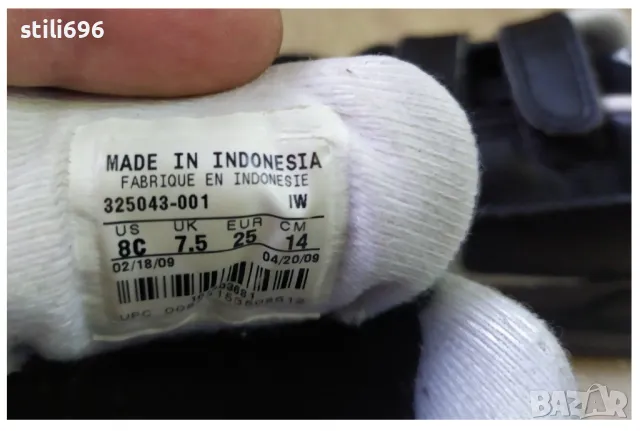 stili696
MADE IN INDONESIA
FABRIQUE EN INDONESIE
325043-001 IW
US UK EUR CM
8C 7.5 25 14
02/18/09 04/20/09
UPC
BAZAR